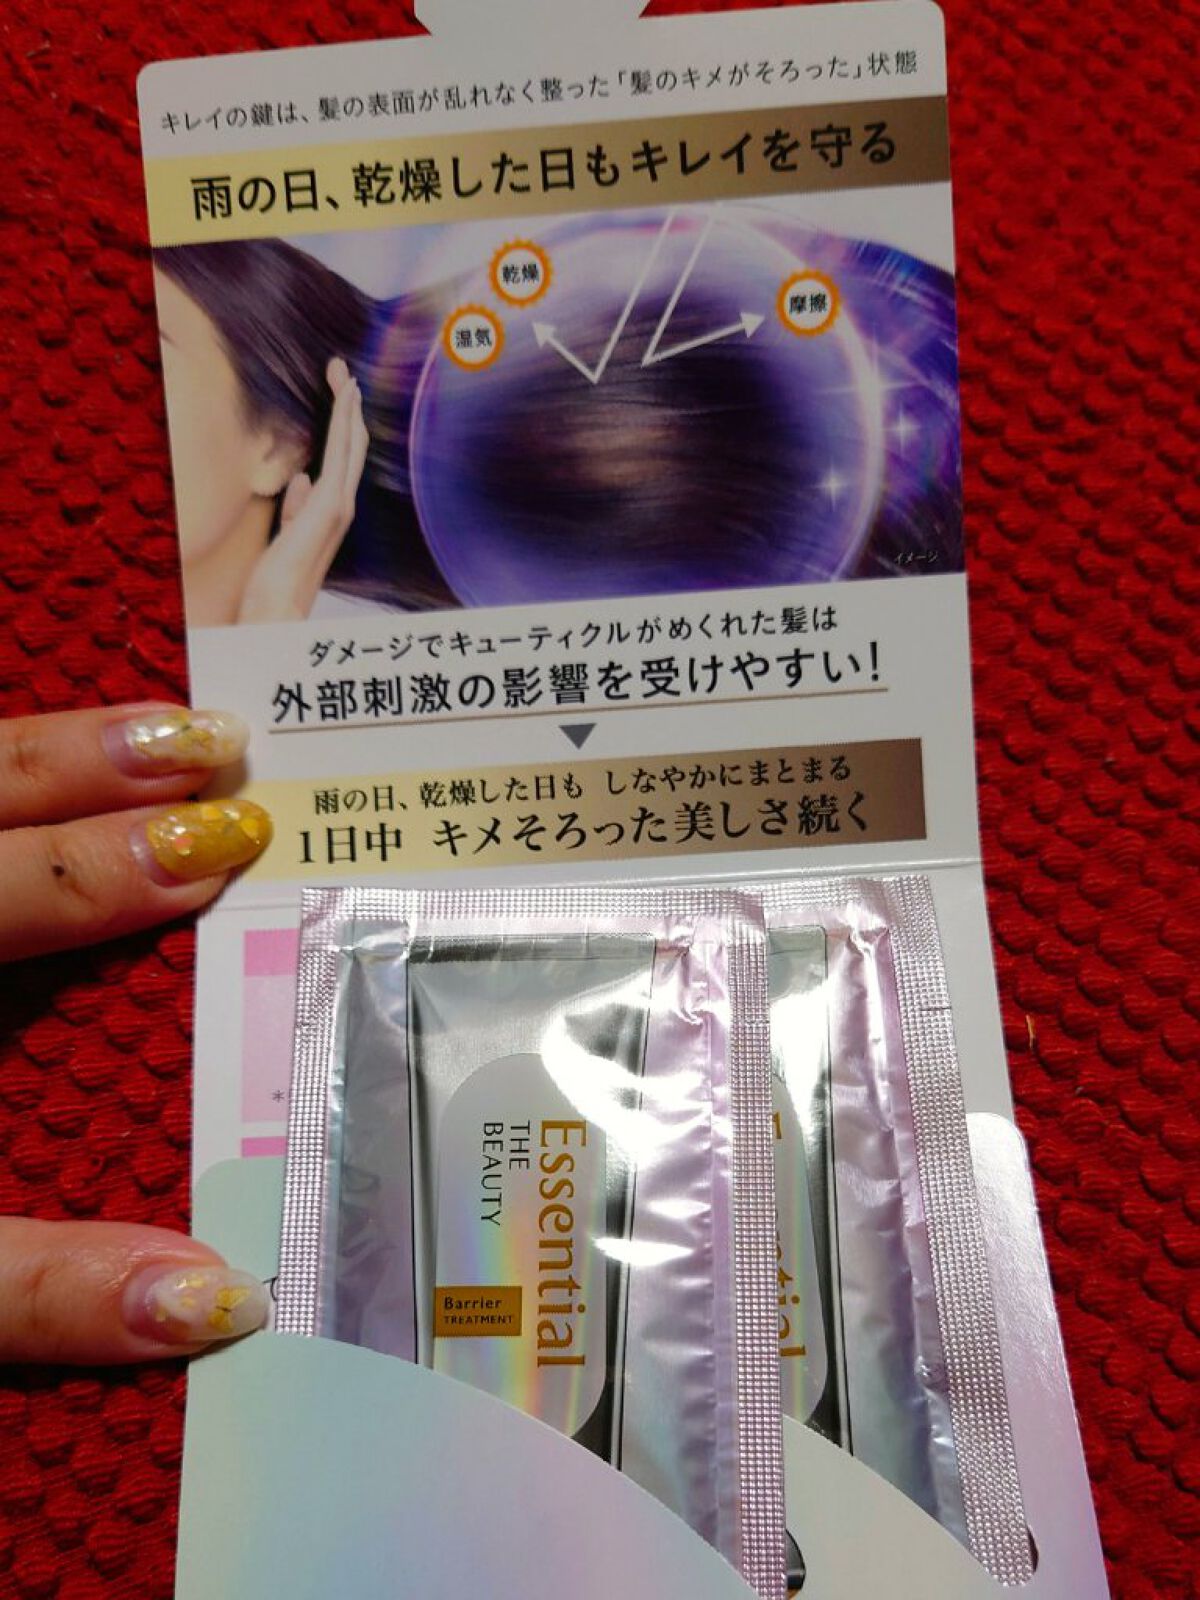 キレイの鍵は、髪の表面が乱れなく整った「髪のキメがそろった」状態
雨の日、乾燥した日もキレイを守る
乾燥
湿気
摩擦
イメージ
ダメージでキューティクルがめくれた髪は
外部刺激の影響を受けやすい!
雨の日、乾燥した日も しなやかにまとまる
1日中 キメそろった美しさ続く
*
Essential
THE
BEAUTY
Barrier
TREATMENT